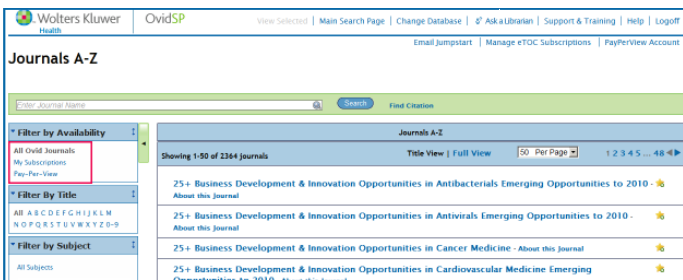 Wolters Kluwer
Health
OvidSP
View Selected | Main Search Page | Change Database | Ask a Librarian | Support & Training | Help | Logoff
Email Jumpstart | Manage eTOC Subscriptions | PayPerView Account
Journals A-Z
Enter Journal Name
Search
Find Citation
Filter by Availability
All Ovid Journals
My Subscriptions
Pay-Per-View
Filter By Title
All A B C D E F G H I J K L M
N O P Q R S T U V W X Y Z 0-9
Filter by Subject
All Subjects
Journals A-Z
Showing 1-50 of 2364 journals
Title View | Full View
50 Per Page
1 2 3 4 5 ... 48
25+ Business Development & Innovation Opportunities in Antibacterials Emerging Opportunities to 2010 -
About this Journal
25+ Business Development & Innovation Opportunities in Antivirals Emerging Opportunities to 2010 -
About this Journal
25+ Business Development & Innovation Opportunities in Cancer Medicine - About this Journal
25+ Business Development & Innovation Opportunities in Cardiovascular Medicine Emerging
Opportunities to 2010 - About this Journal